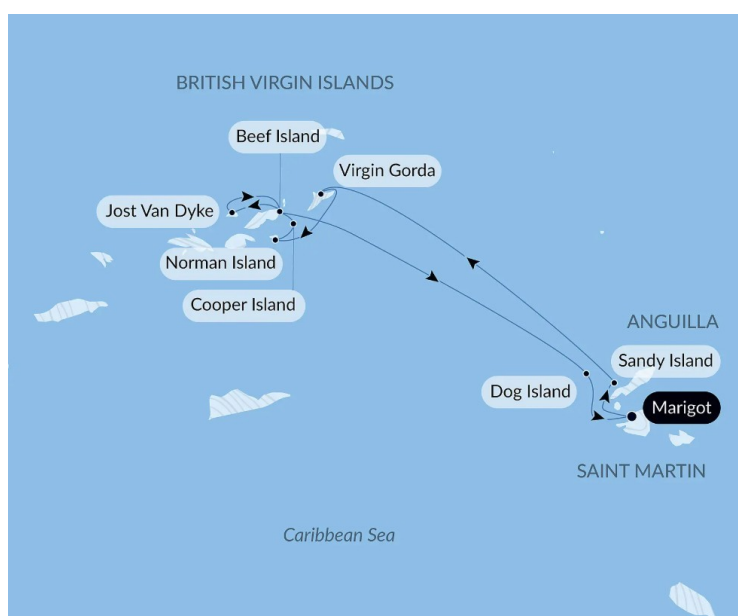 BRITISH VIRGIN ISLANDS
Beef Island
Virgin Gorda
Jost Van Dyke
Norman Island
Cooper Island
ANGUILLA
Sandy Island
Dog Island
Marigot
SAINT MARTIN
Caribbean Sea